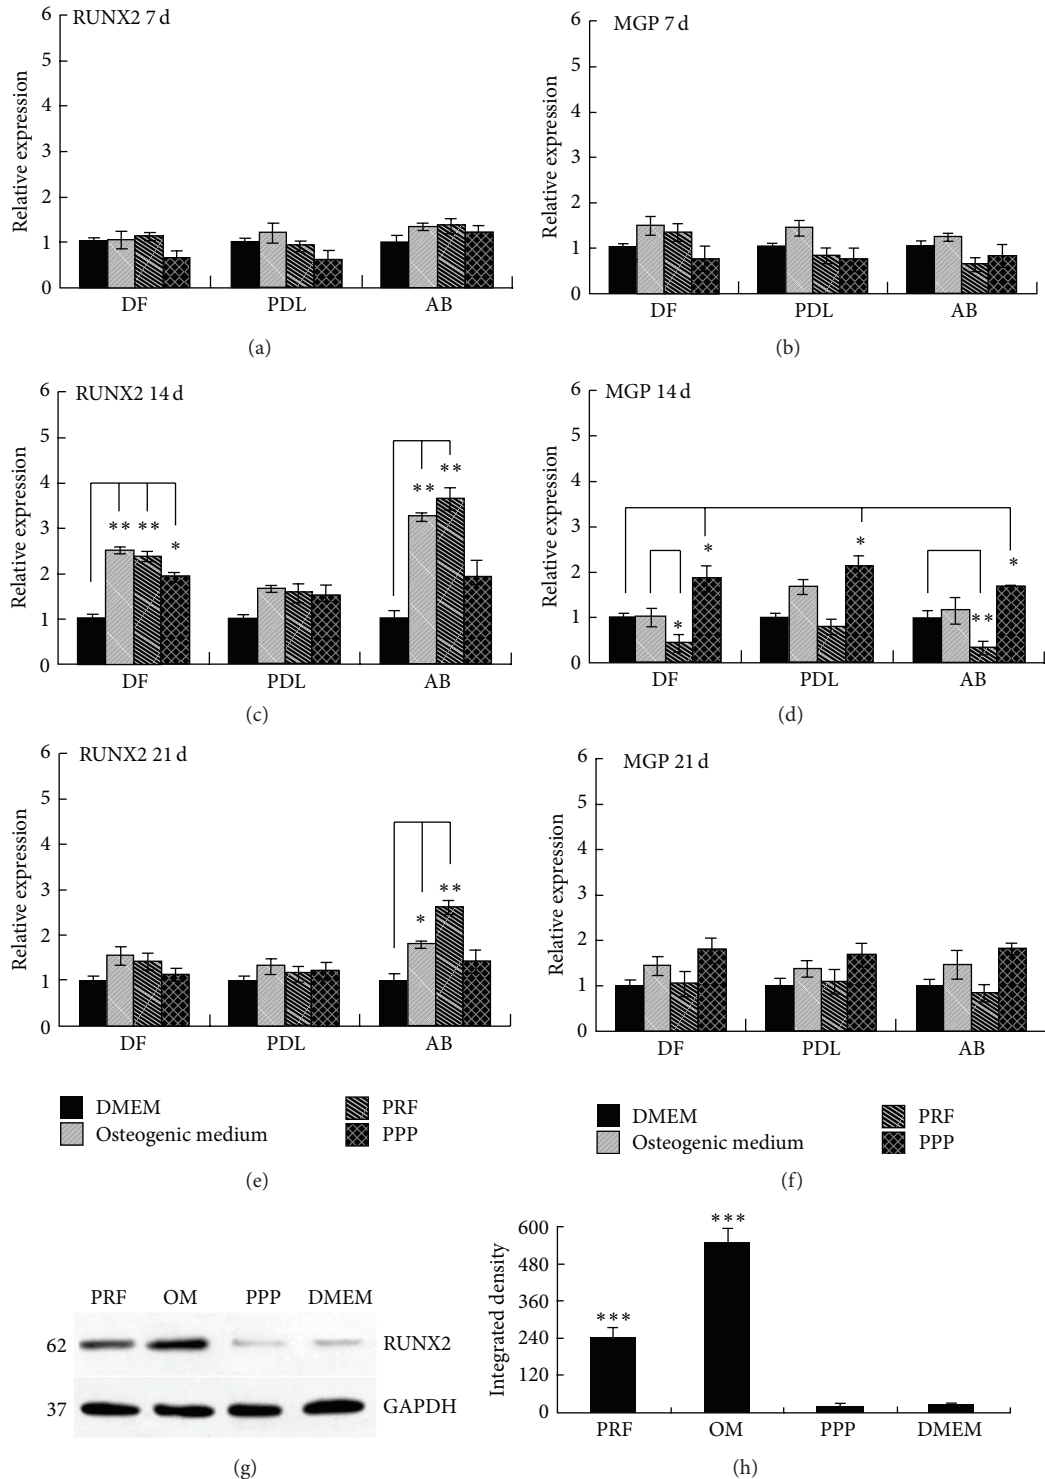 RUNX2 7 d
6
5
4
3
2
1
0
Relative expression
DF PDL AB
(a)
MGP 7 d
6
5
4
3
2
1
0
Relative expression
DF PDL AB
(b)
RUNX2 14 d
6
5
4
3
2
1
0
Relative expression
** ** *
** **
DF PDL AB
(c)
MGP 14 d
6
5
4
3
2
1
0
Relative expression
* * * * ** *
DF PDL AB
(d)
RUNX2 21 d
6
5
4
3
2
1
0
Relative expression
* **
DF PDL AB
DMEM PRF
Osteogenic medium PPP
(e)
MGP 21 d
6
5
4
3
2
1
0
Relative expression
DF PDL AB
DMEM PRF
Osteogenic medium PPP
(f)
PRF OM PPP DMEM
62 RUNX2
37 GAPDH
(g)
600
480
360
240
120
0
Integrated density
*** ***
PRF OM PPP DMEM
(h)